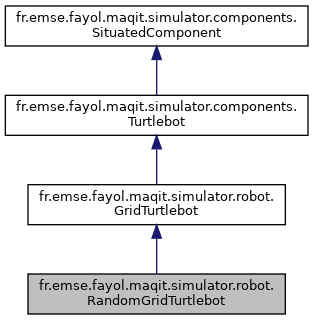 fr.emse.fayol.maqit.simulator.components.
SituatedComponent
fr.emse.fayol.maqit.simulator.components.
Turtlebot
fr.emse.fayol.maqit.simulator.robot.
GridTurtlebot
fr.emse.fayol.maqit.simulator.robot.
RandomGridTurtlebot